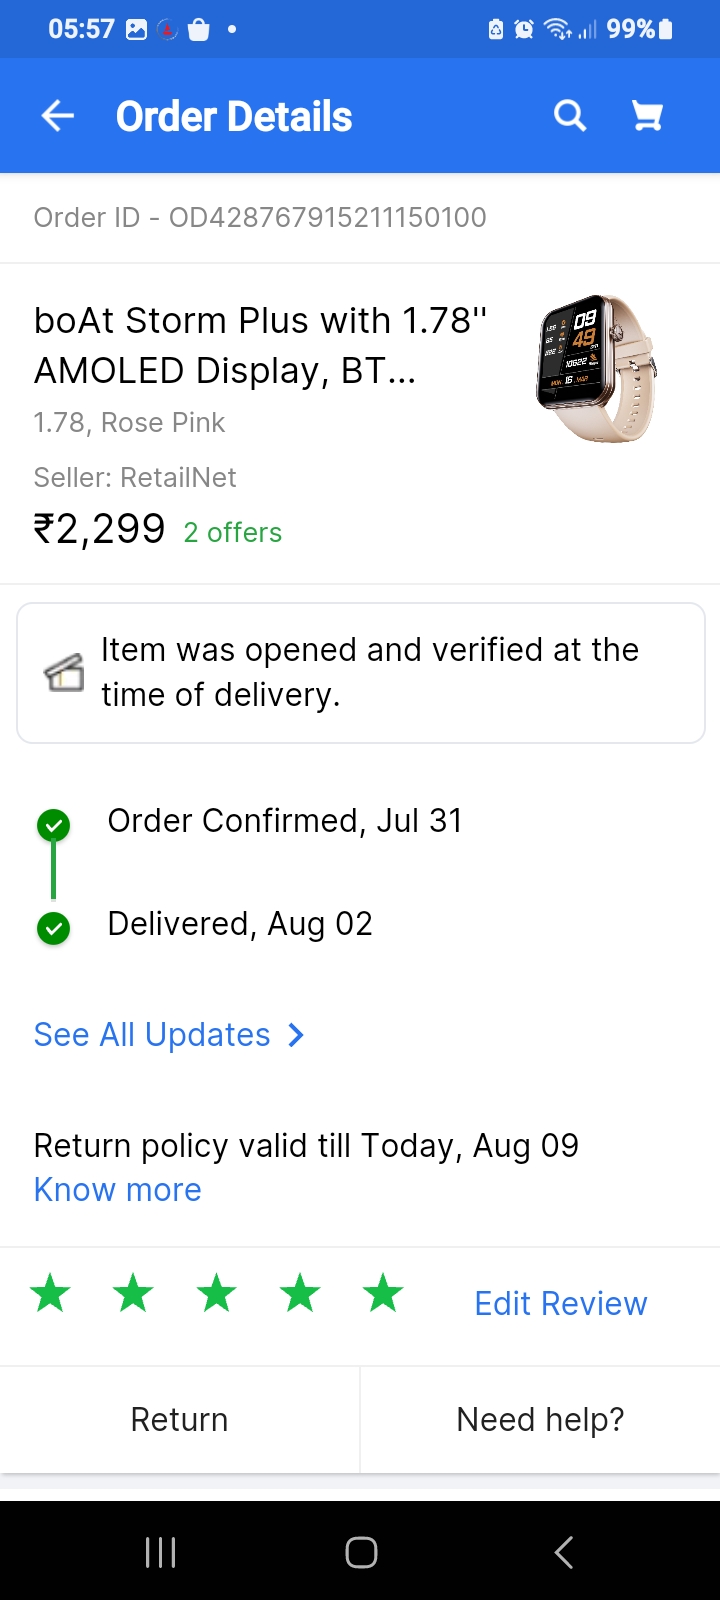 05:57
99%
Order Details
Order ID - OD428767915211150100
boAt Storm Plus with 1.78"
AMOLED Display, BT...
1.78, Rose Pink
Seller: RetailNet
₹2,299 2 offers
Item was opened and verified at the
time of delivery.
Order Confirmed, Jul 31
Delivered, Aug 02
See All Updates
Return policy valid till Today, Aug 09
Know more
Edit Review
Return
Need help?
09
49
10622